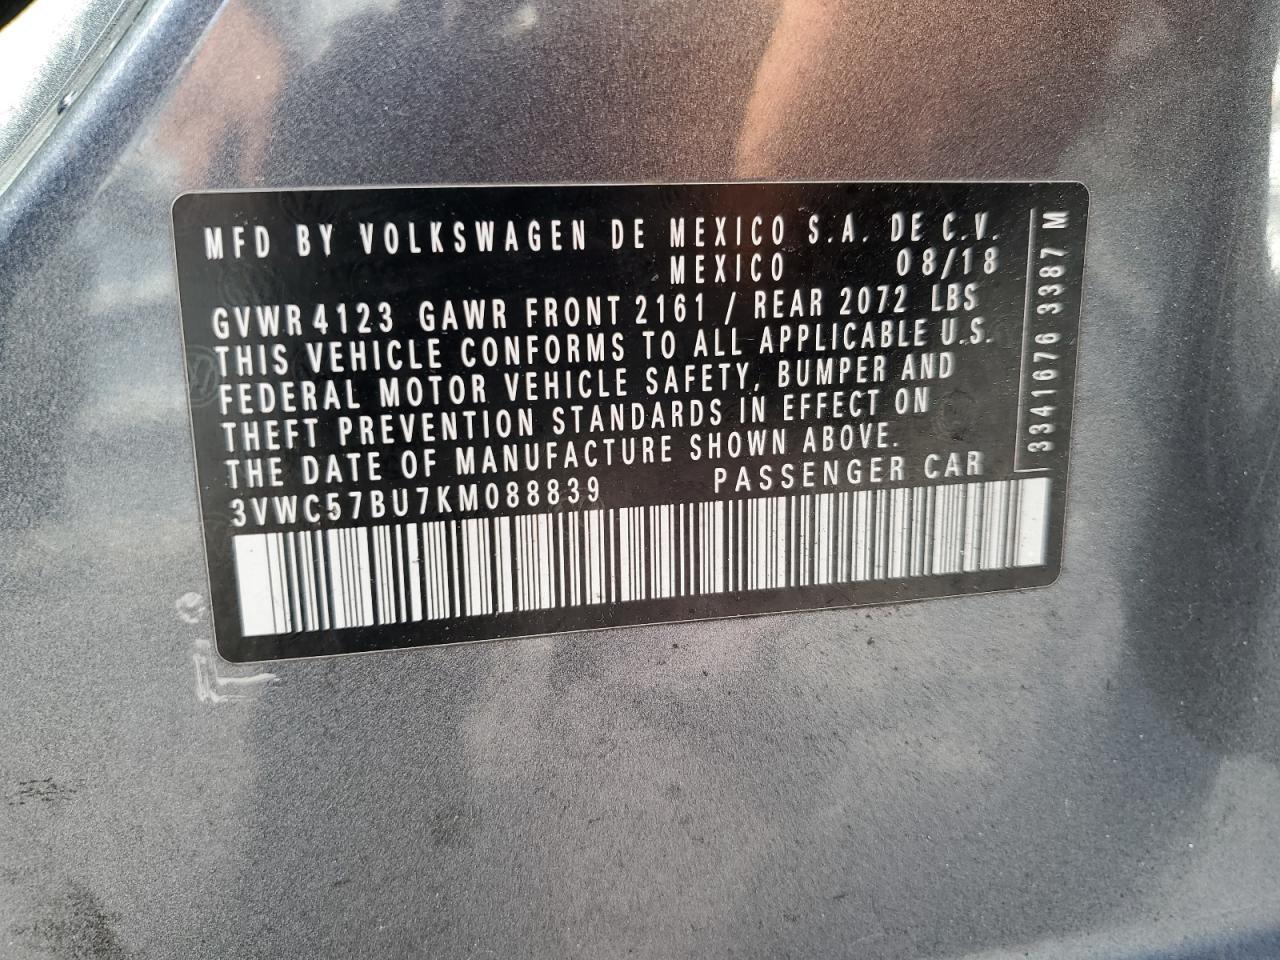 MFD BY VOLKSWAGEN DE MEXICO S.A. DE C.V.
MEXICO 08/18
GVWR 4123 GAWR FRONT 2161 / REAR 2072 LBS
THIS VEHICLE CONFORMS TO ALL APPLICABLE U.S.
FEDERAL MOTOR VEHICLE SAFETY, BUMPER AND
THEFT PREVENTION STANDARDS IN EFFECT ON
THE DATE OF MANUFACTURE SHOWN ABOVE.
3VWC57BU7KM088839 PASSENGER CAR
3341676 3387 M